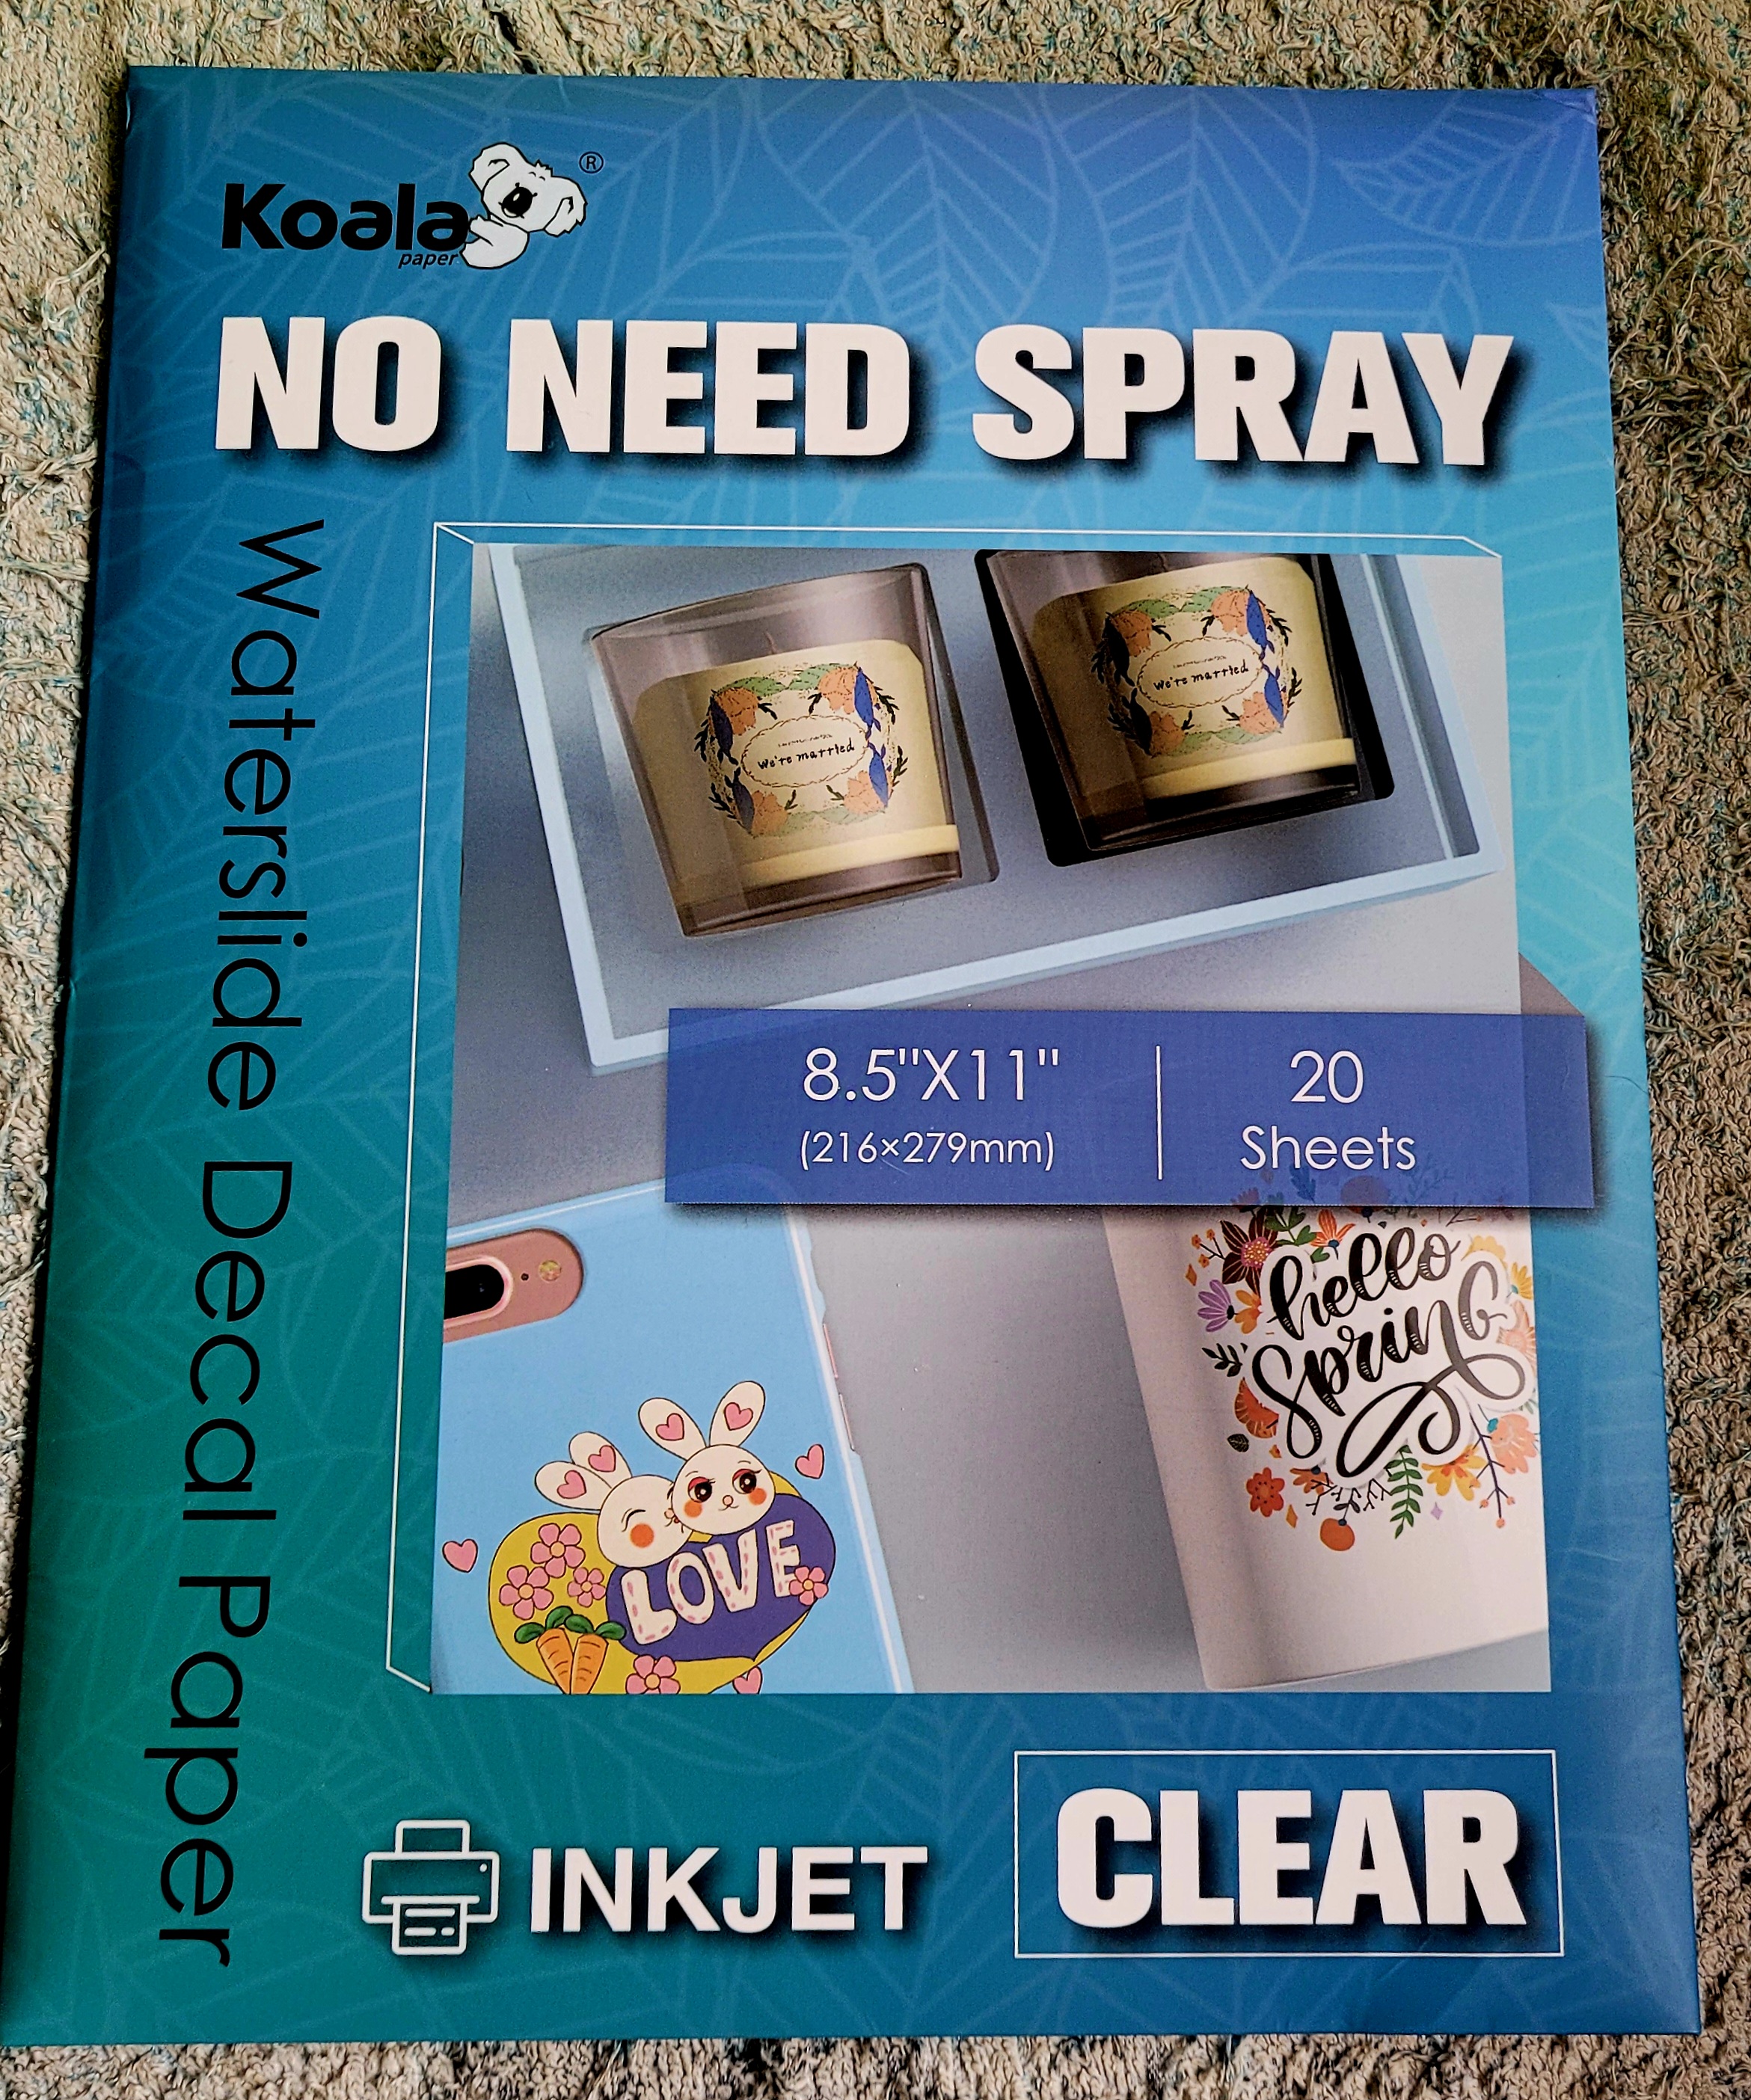 Koala
paper
®
NO NEED SPRAY
Waterslide Decal Paper
We're married
We're married
8.5"X11"
(216×279mm)
20
Sheets
hello
spring
LOVE
INKJET
CLEAR